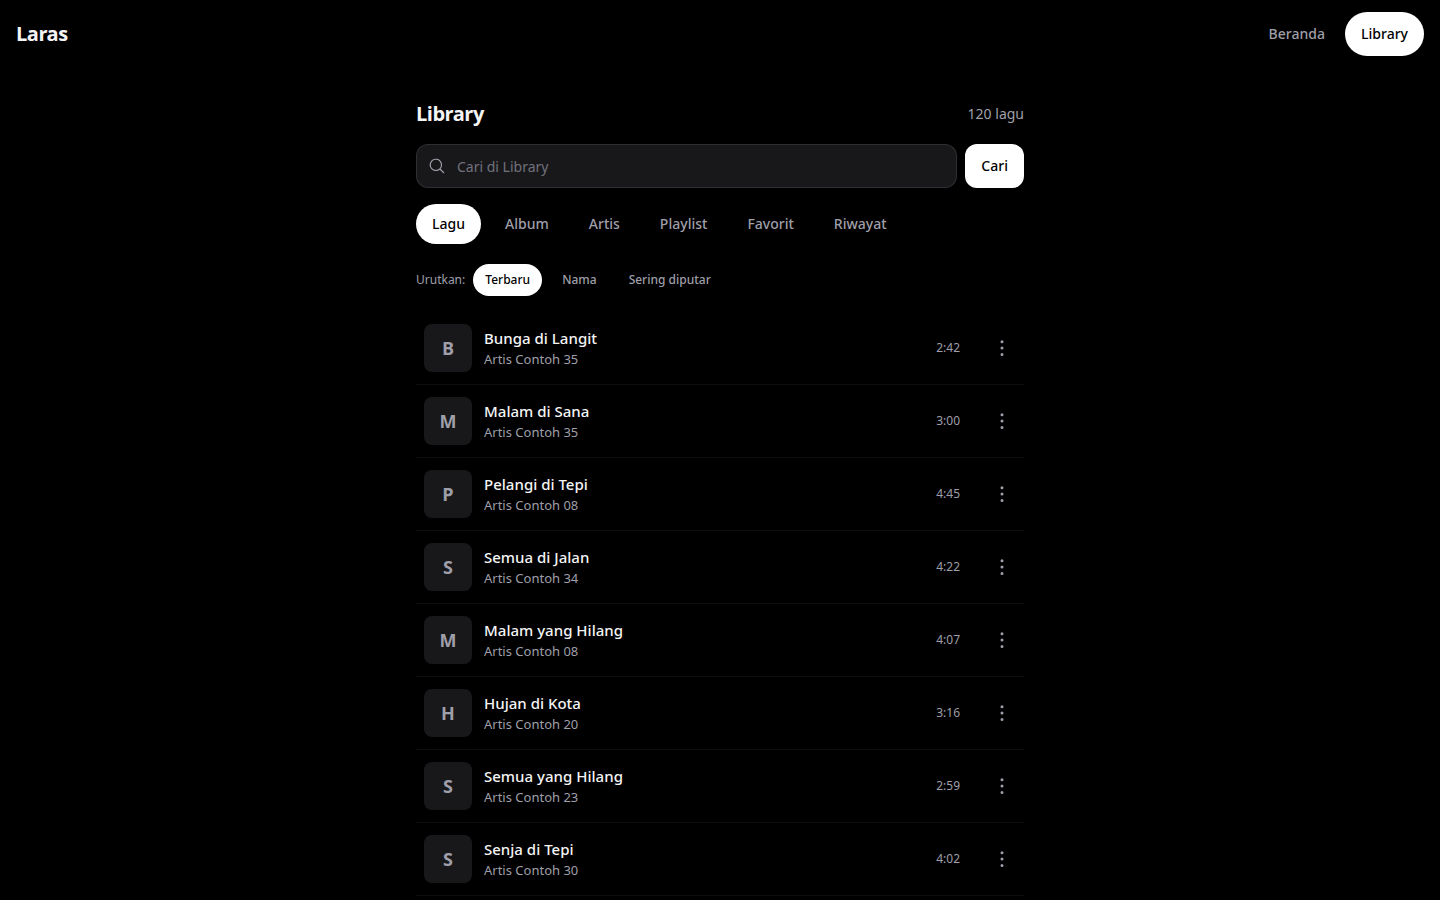 Laras
Beranda
Library
Library
120 lagu
Cari di Library
Cari
Lagu
Album
Artis
Playlist
Favorit
Riwayat
Urutkan:
Terbaru
Nama
Sering diputar
B
Bunga di Langit
Artis Contoh 35
2:42
M
Malam di Sana
Artis Contoh 35
3:00
P
Pelangi di Tepi
Artis Contoh 08
4:45
S
Semua di Jalan
Artis Contoh 34
4:22
M
Malam yang Hilang
Artis Contoh 08
4:07
H
Hujan di Kota
Artis Contoh 20
3:16
S
Semua yang Hilang
Artis Contoh 23
2:59
S
Senja di Tepi
Artis Contoh 30
4:02